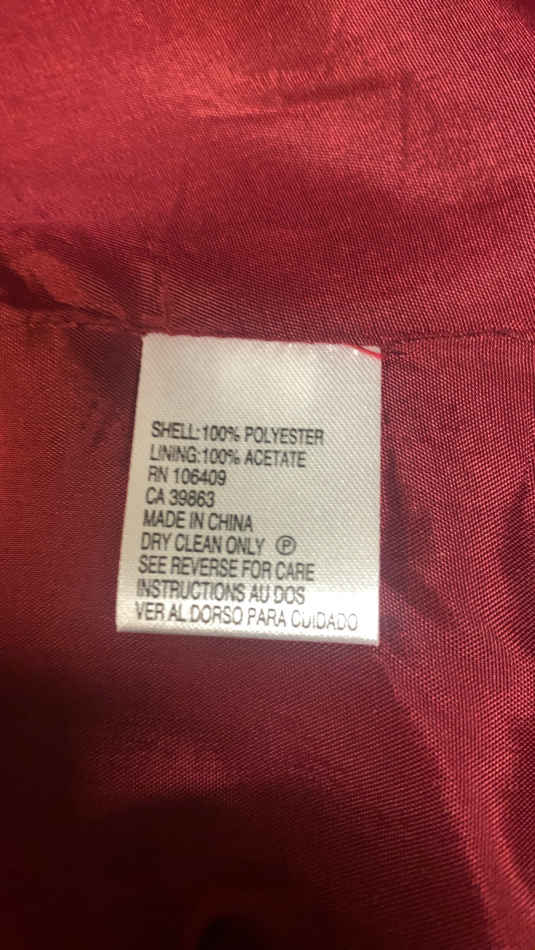 SHELL:100% POLYESTER
LINING:100% ACETATE
RN 106409
CA 39863
MADE IN CHINA
DRY CLEAN ONLY Ⓟ
SEE REVERSE FOR CARE
INSTRUCTIONS AU DOS
VER AL DORSO PARA CUIDADO